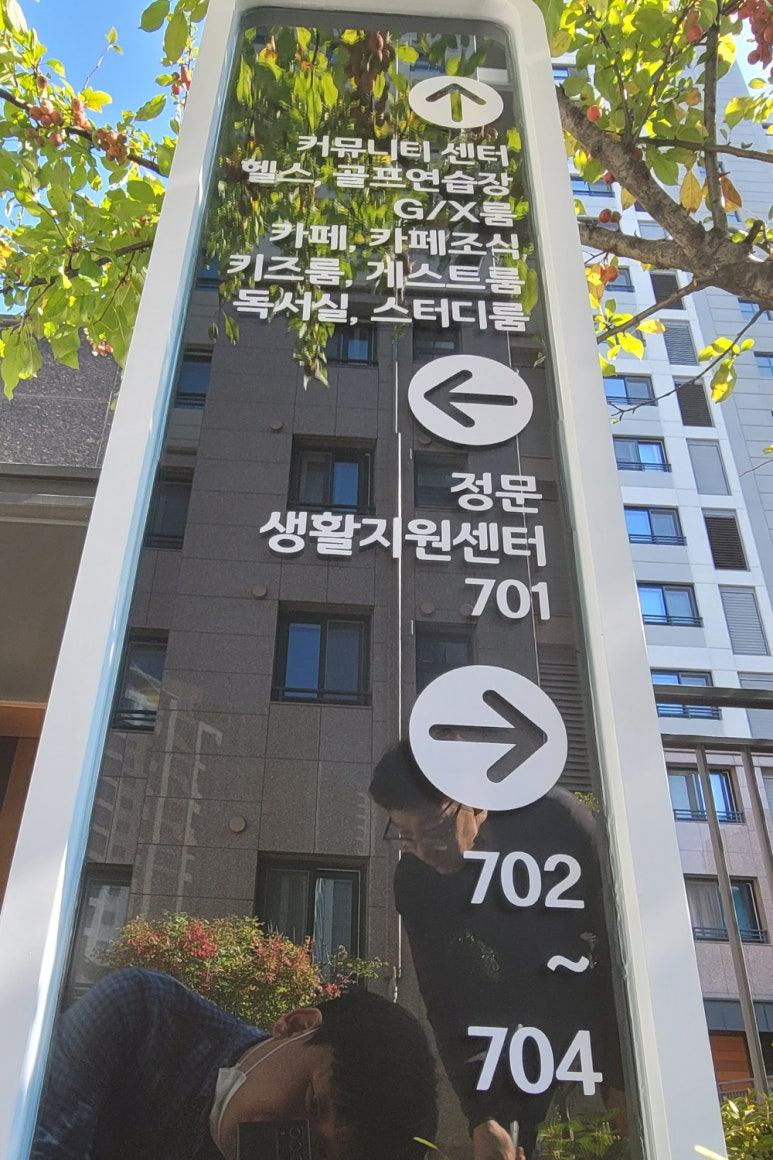 커뮤니티 센터
헬스, 골프연습장
G/X룸
카페, 카페조식
키즈룸, 게스트룸
독서실, 스터디룸
정문
생활지원센터
701
702
~
704